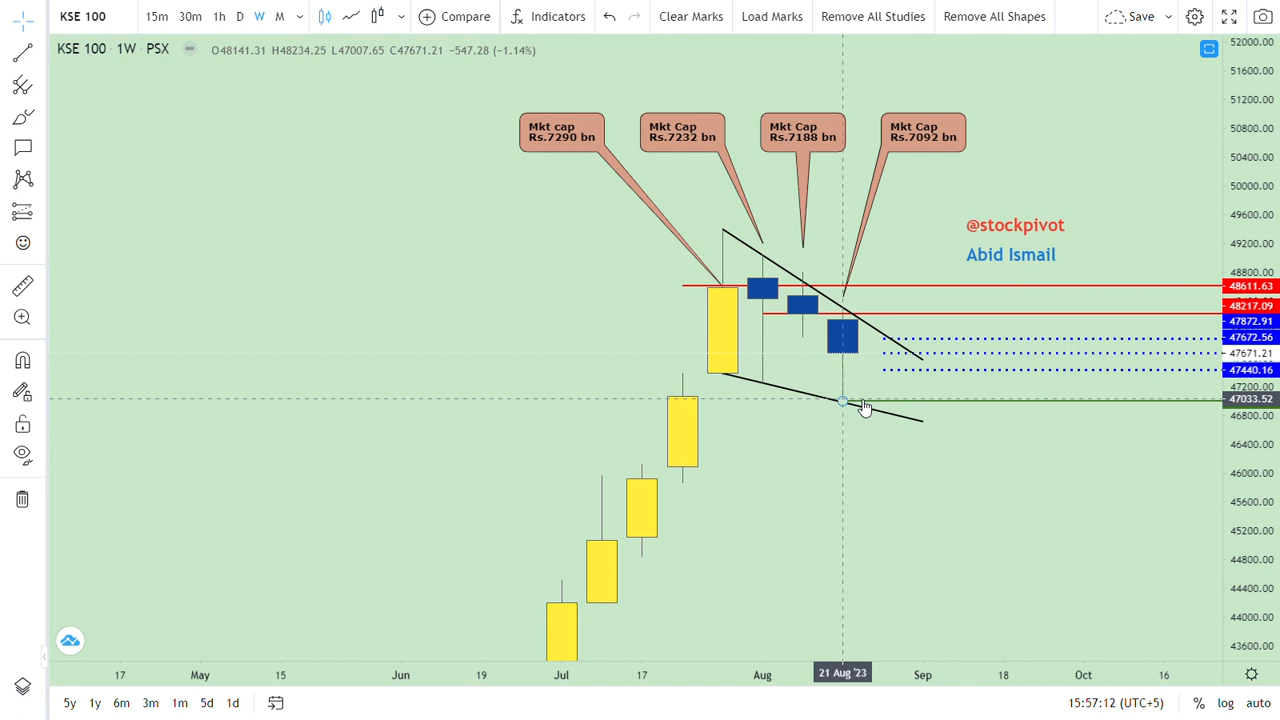 KSE 100
15m 30m 1h D W M
Compare
Indicators
Clear Marks
Load Marks
Remove All Studies
Remove All Shapes
Save
KSE 100 1W PSX O48141.31 H48234.25 L47007.65 C47671.21 −547.28 (−1.14%)
Mkt cap
Rs.7290 bn
Mkt Cap
Rs.7232 bn
Mkt Cap
Rs.7188 bn
Mkt Cap
Rs.7092 bn
@stockpivot
Abid Ismail
52000.00
51600.00
51200.00
50800.00
50400.00
50000.00
49600.00
49200.00
48800.00
48611.63
48217.09
47872.91
47672.56
47671.21
47440.16
47200.00
47033.52
46800.00
46400.00
46000.00
45600.00
45200.00
44800.00
44400.00
44000.00
43600.00
17 May 15 Jun 19 Jul 17 Aug 21 Aug '23 Sep 18 Oct 16
5y 1y 6m 3m 1m 5d 1d
15:57:12 (UTC+5) % log auto